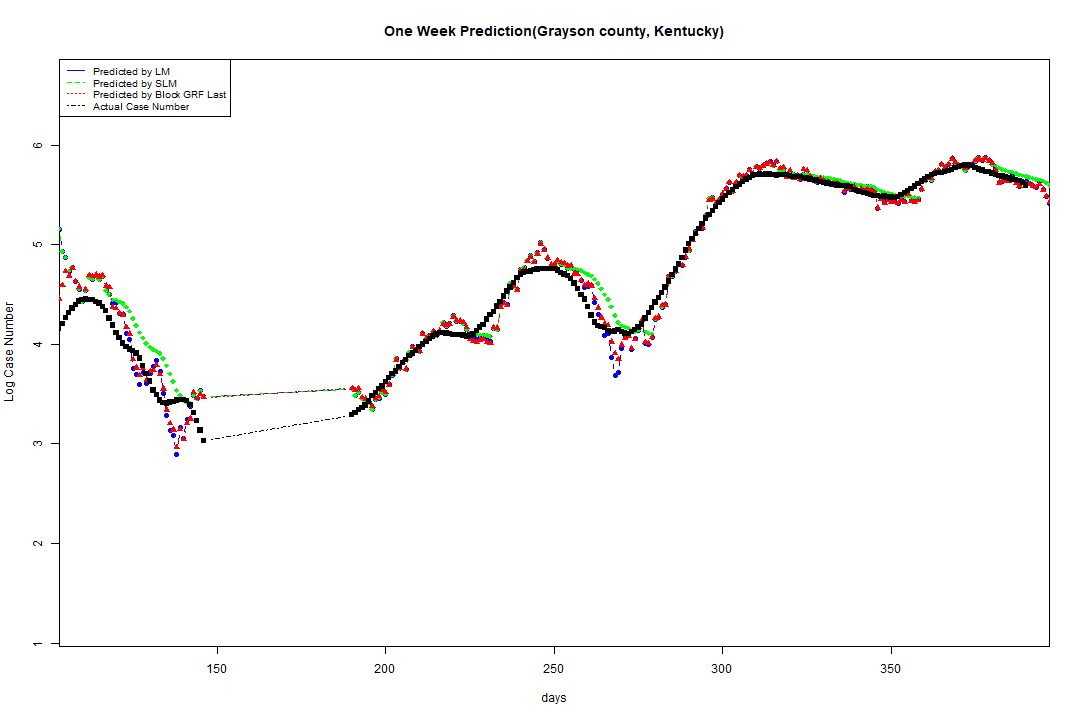 One Week Prediction(Grayson county, Kentucky)
Predicted by LM
Predicted by SLM
Predicted by Block GRF Last
Actual Case Number
Log Case Number
6
5
4
3
2
1
150 200 250 300 350
days